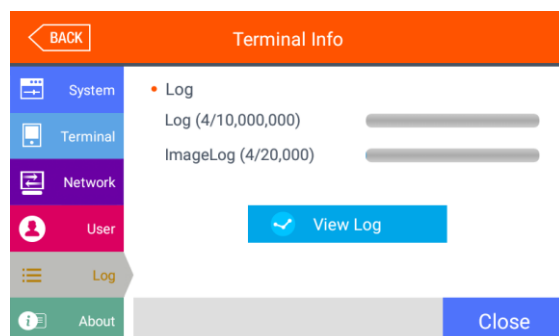 BACK
Terminal Info
System
Terminal
Network
User
Log
About
• Log
Log (4/10,000,000)
ImageLog (4/20,000)
View Log
Close